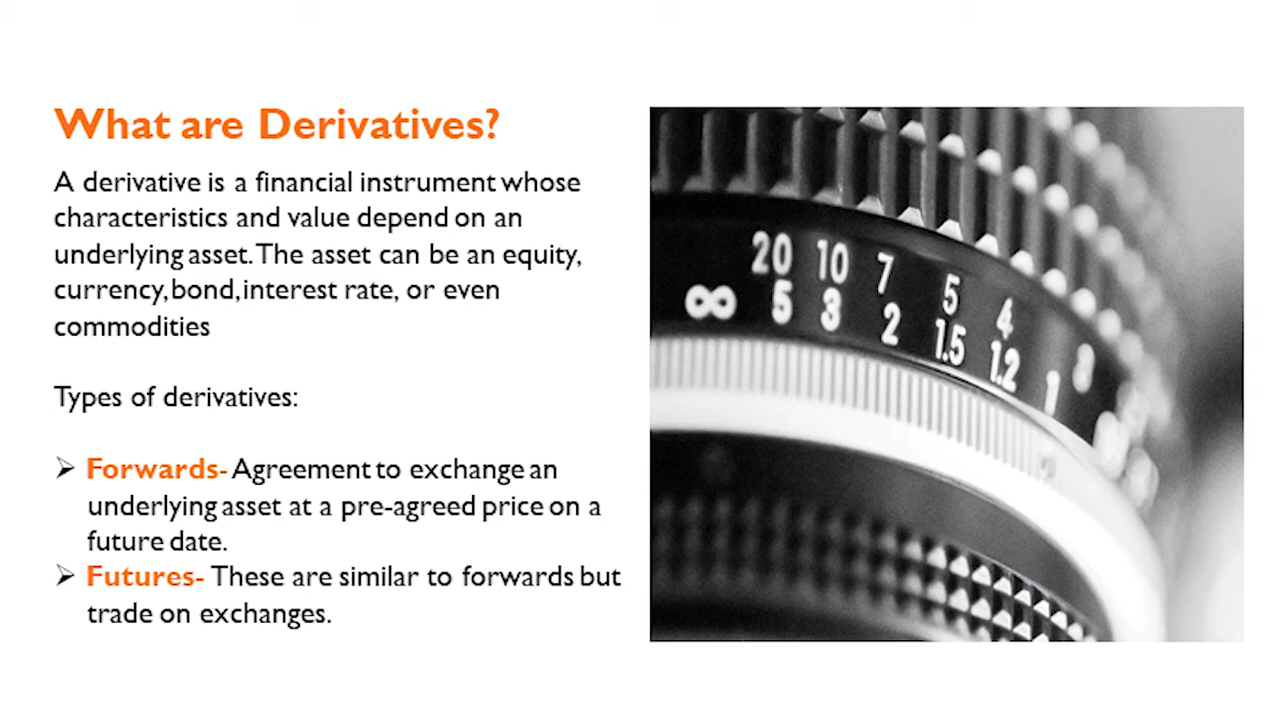 What are Derivatives?
A derivative is a financial instrument whose
characteristics and value depend on an
underlying asset. The asset can be an equity,
currency, bond, interest rate, or even
commodities
Types of derivatives:
➢ Forwards- Agreement to exchange an
underlying asset at a pre-agreed price on a
future date.
➢ Futures- These are similar to forwards but
trade on exchanges.
20 10 7 5 4 3
∞ 5 3 2 1.5 1.2 1